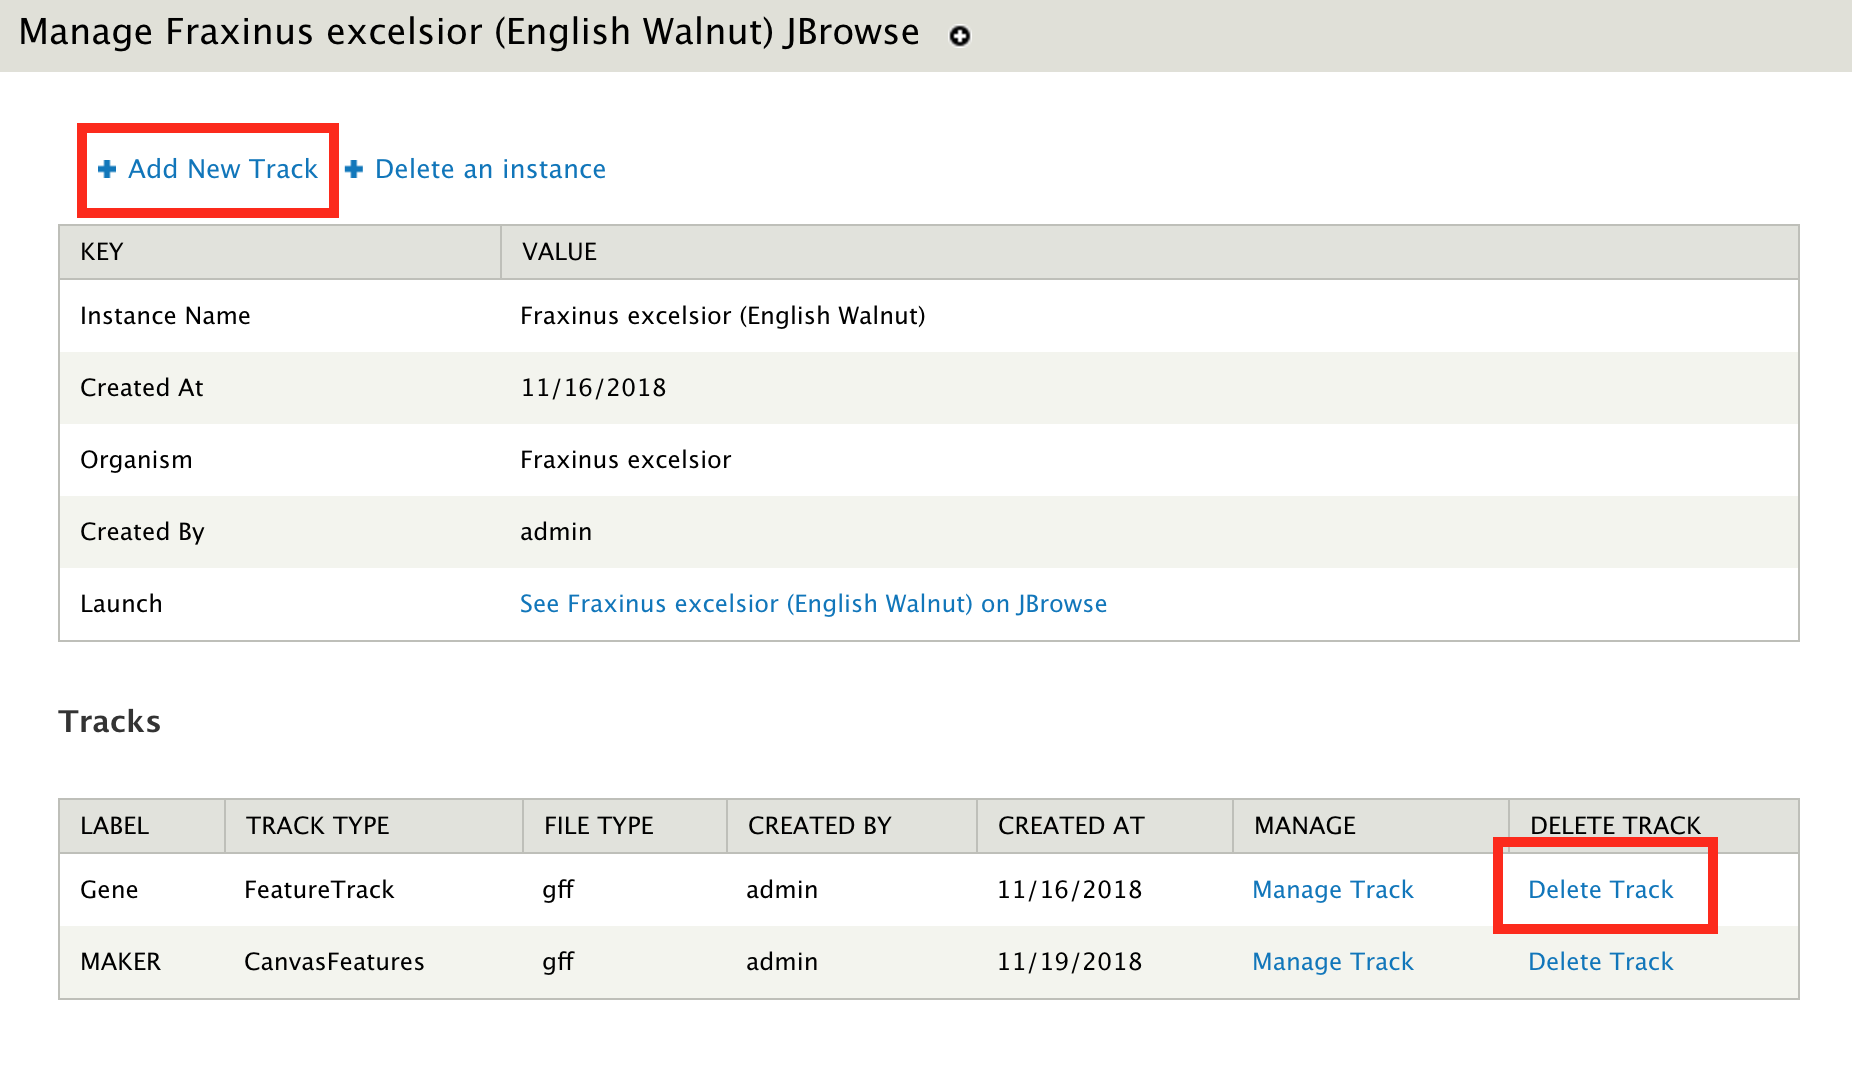 Manage Fraxinus excelsior (English Walnut) JBrowse
Add New Track Delete an instance
KEY VALUE
Instance Name Fraxinus excelsior (English Walnut)
Created At 11/16/2018
Organism Fraxinus excelsior
Created By admin
Launch See Fraxinus excelsior (English Walnut) on JBrowse
Tracks
LABEL TRACK TYPE FILE TYPE CREATED BY CREATED AT MANAGE DELETE TRACK
Gene FeatureTrack gff admin 11/16/2018 Manage Track Delete Track
MAKER CanvasFeatures gff admin 11/19/2018 Manage Track Delete Track